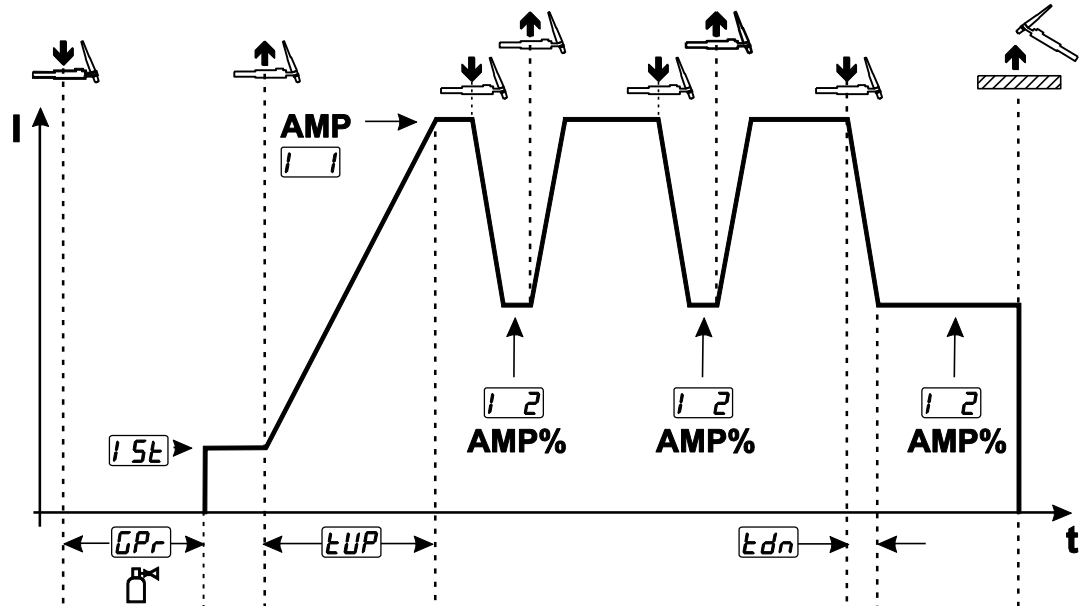 I
AMP
I 1
I 2
AMP%
I 2
AMP%
I 2
AMP%
I St
GPr
tUP
tdn
t